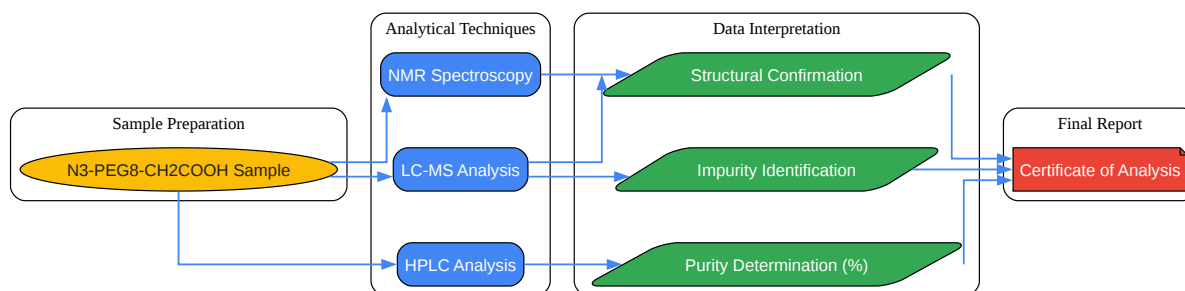 Analytical Techniques
Data Interpretation
NMR Spectroscopy
Structural Confirmation
Sample Preparation
Final Report
N3-PEG8-CH2COOH Sample
LC-MS Analysis
Impurity Identification
Certificate of Analysis
HPLC Analysis
Purity Determination (%)